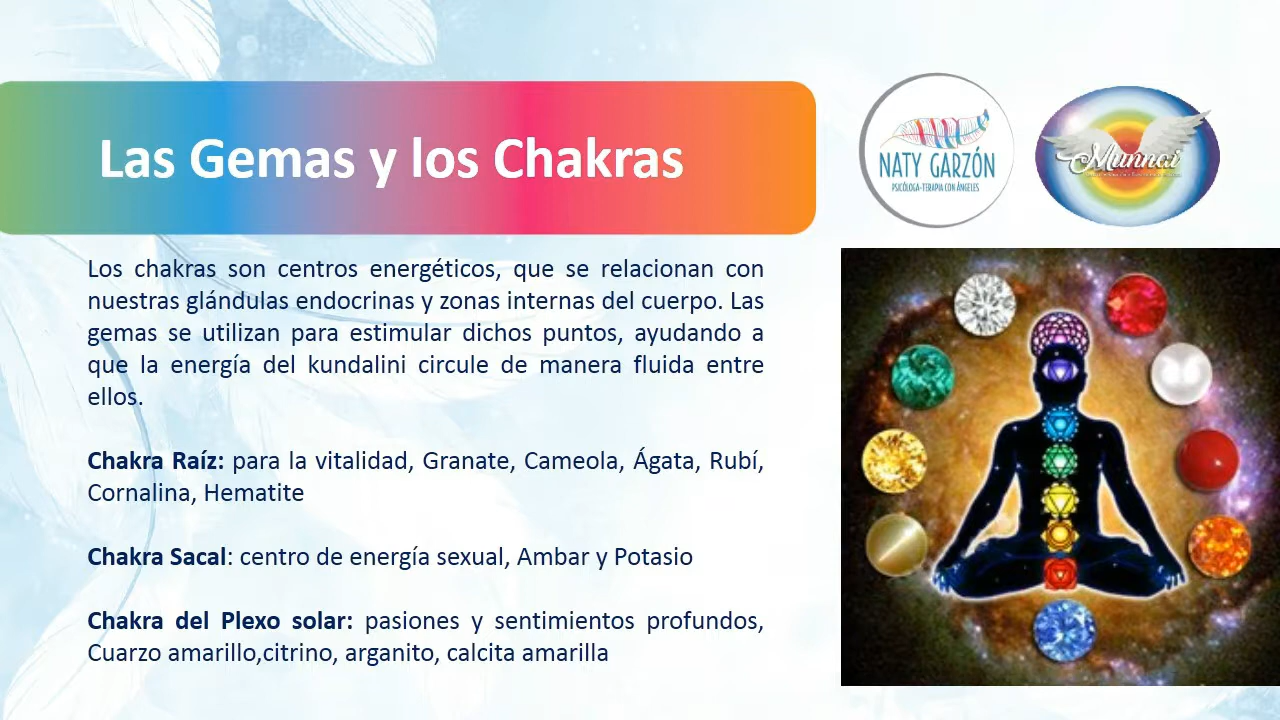 Las Gemas y los Chakras
NATY GARZÓN
PSICÓLOGA-TERAPIA CON ÁNGELES
Munnai
Los chakras son centros energéticos, que se relacionan con
nuestras glándulas endocrinas y zonas internas del cuerpo. Las
gemas se utilizan para estimular dichos puntos, ayudando a
que la energía del kundalini circule de manera fluida entre
ellos.
Chakra Raíz: para la vitalidad, Granate, Cameola, Ágata, Rubí,
Cornalina, Hematite
Chakra Sacal: centro de energía sexual, Ambar y Potasio
Chakra del Plexo solar: pasiones y sentimientos profundos,
Cuarzo amarillo,citrino, arganito, calcita amarilla